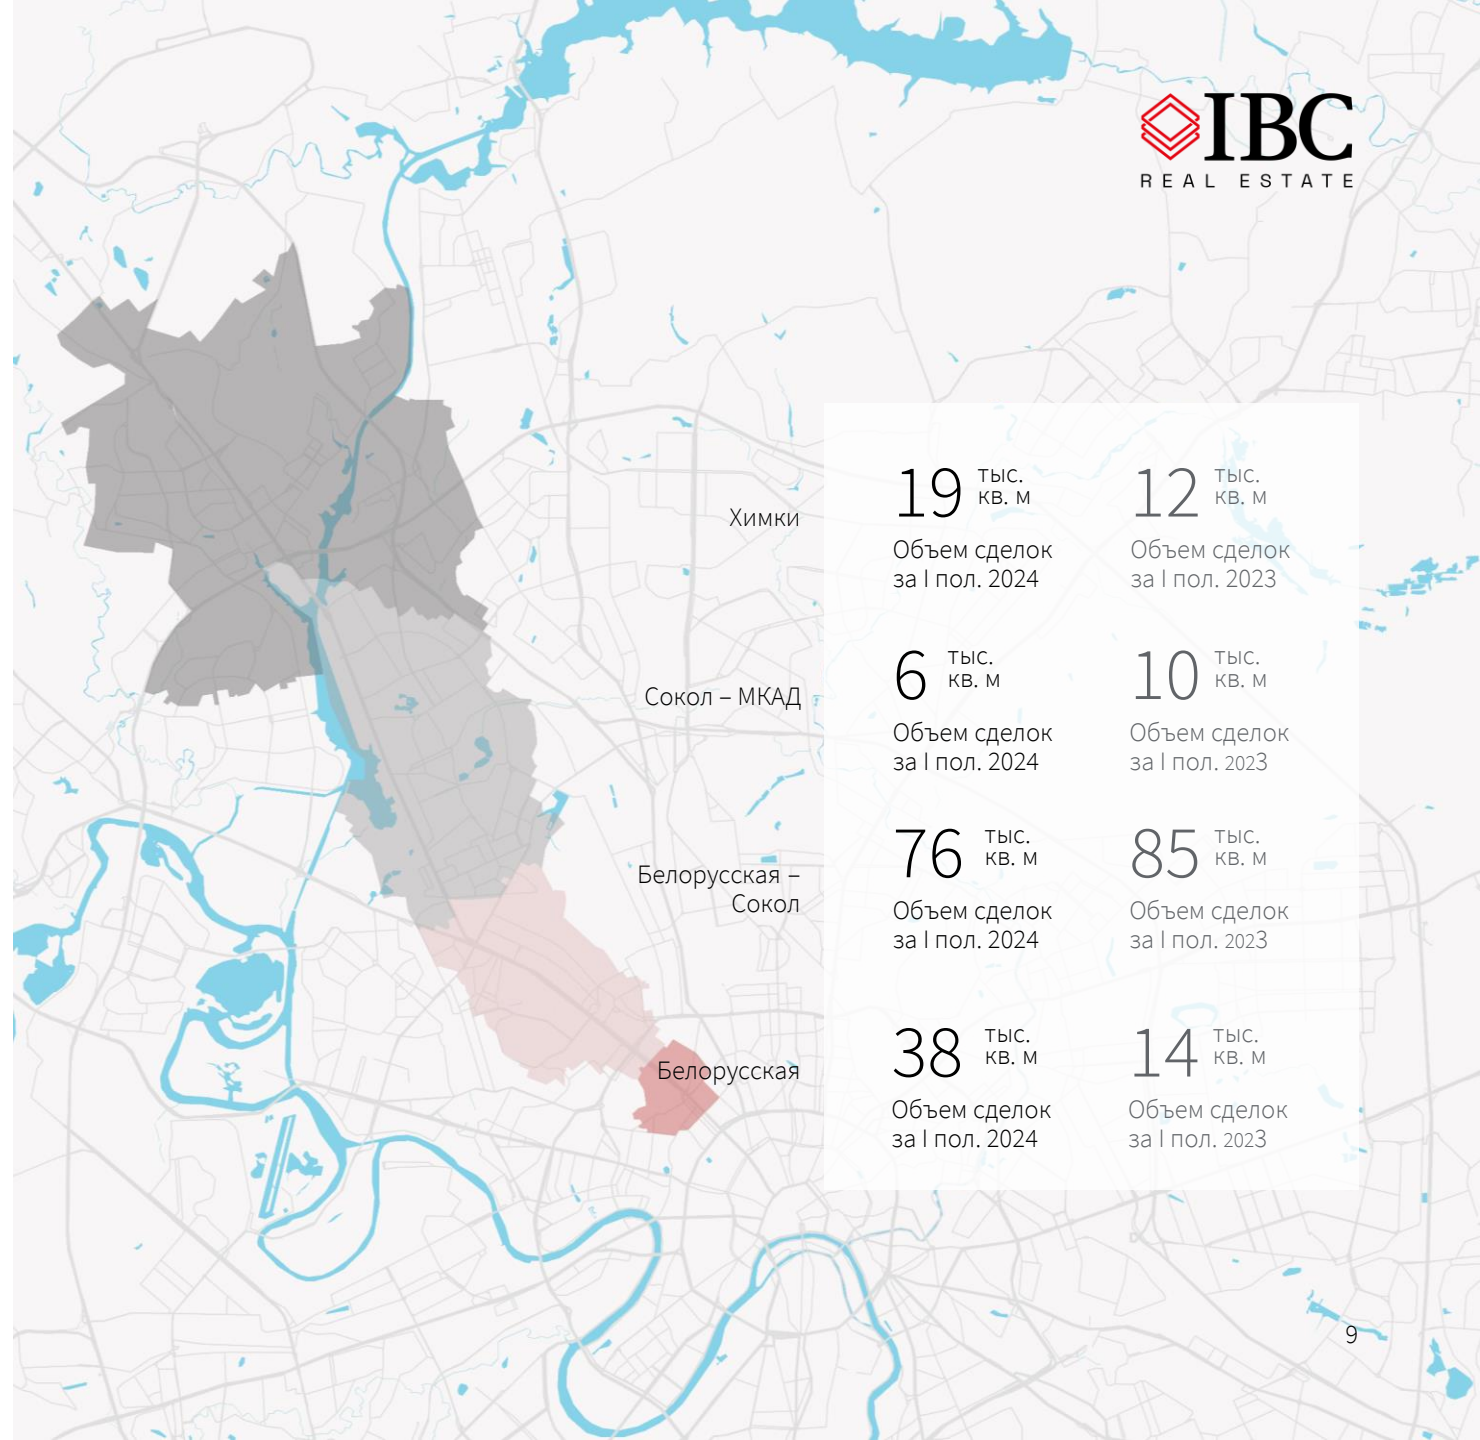 IBC
REAL ESTATE
Химки
19 тыс. кв. м
12 тыс. кв. м
Объем сделок
за I пол. 2024
Объем сделок
за I пол. 2023
Сокол – МКАД
6 тыс. кв. м
10 тыс. кв. м
Объем сделок
за I пол. 2024
Объем сделок
за I пол. 2023
Белорусская –
Сокол
76 тыс. кв. м
85 тыс. кв. м
Объем сделок
за I пол. 2024
Объем сделок
за I пол. 2023
Белорусская
38 тыс. кв. м
14 тыс. кв. м
Объем сделок
за I пол. 2024
Объем сделок
за I пол. 2023
9